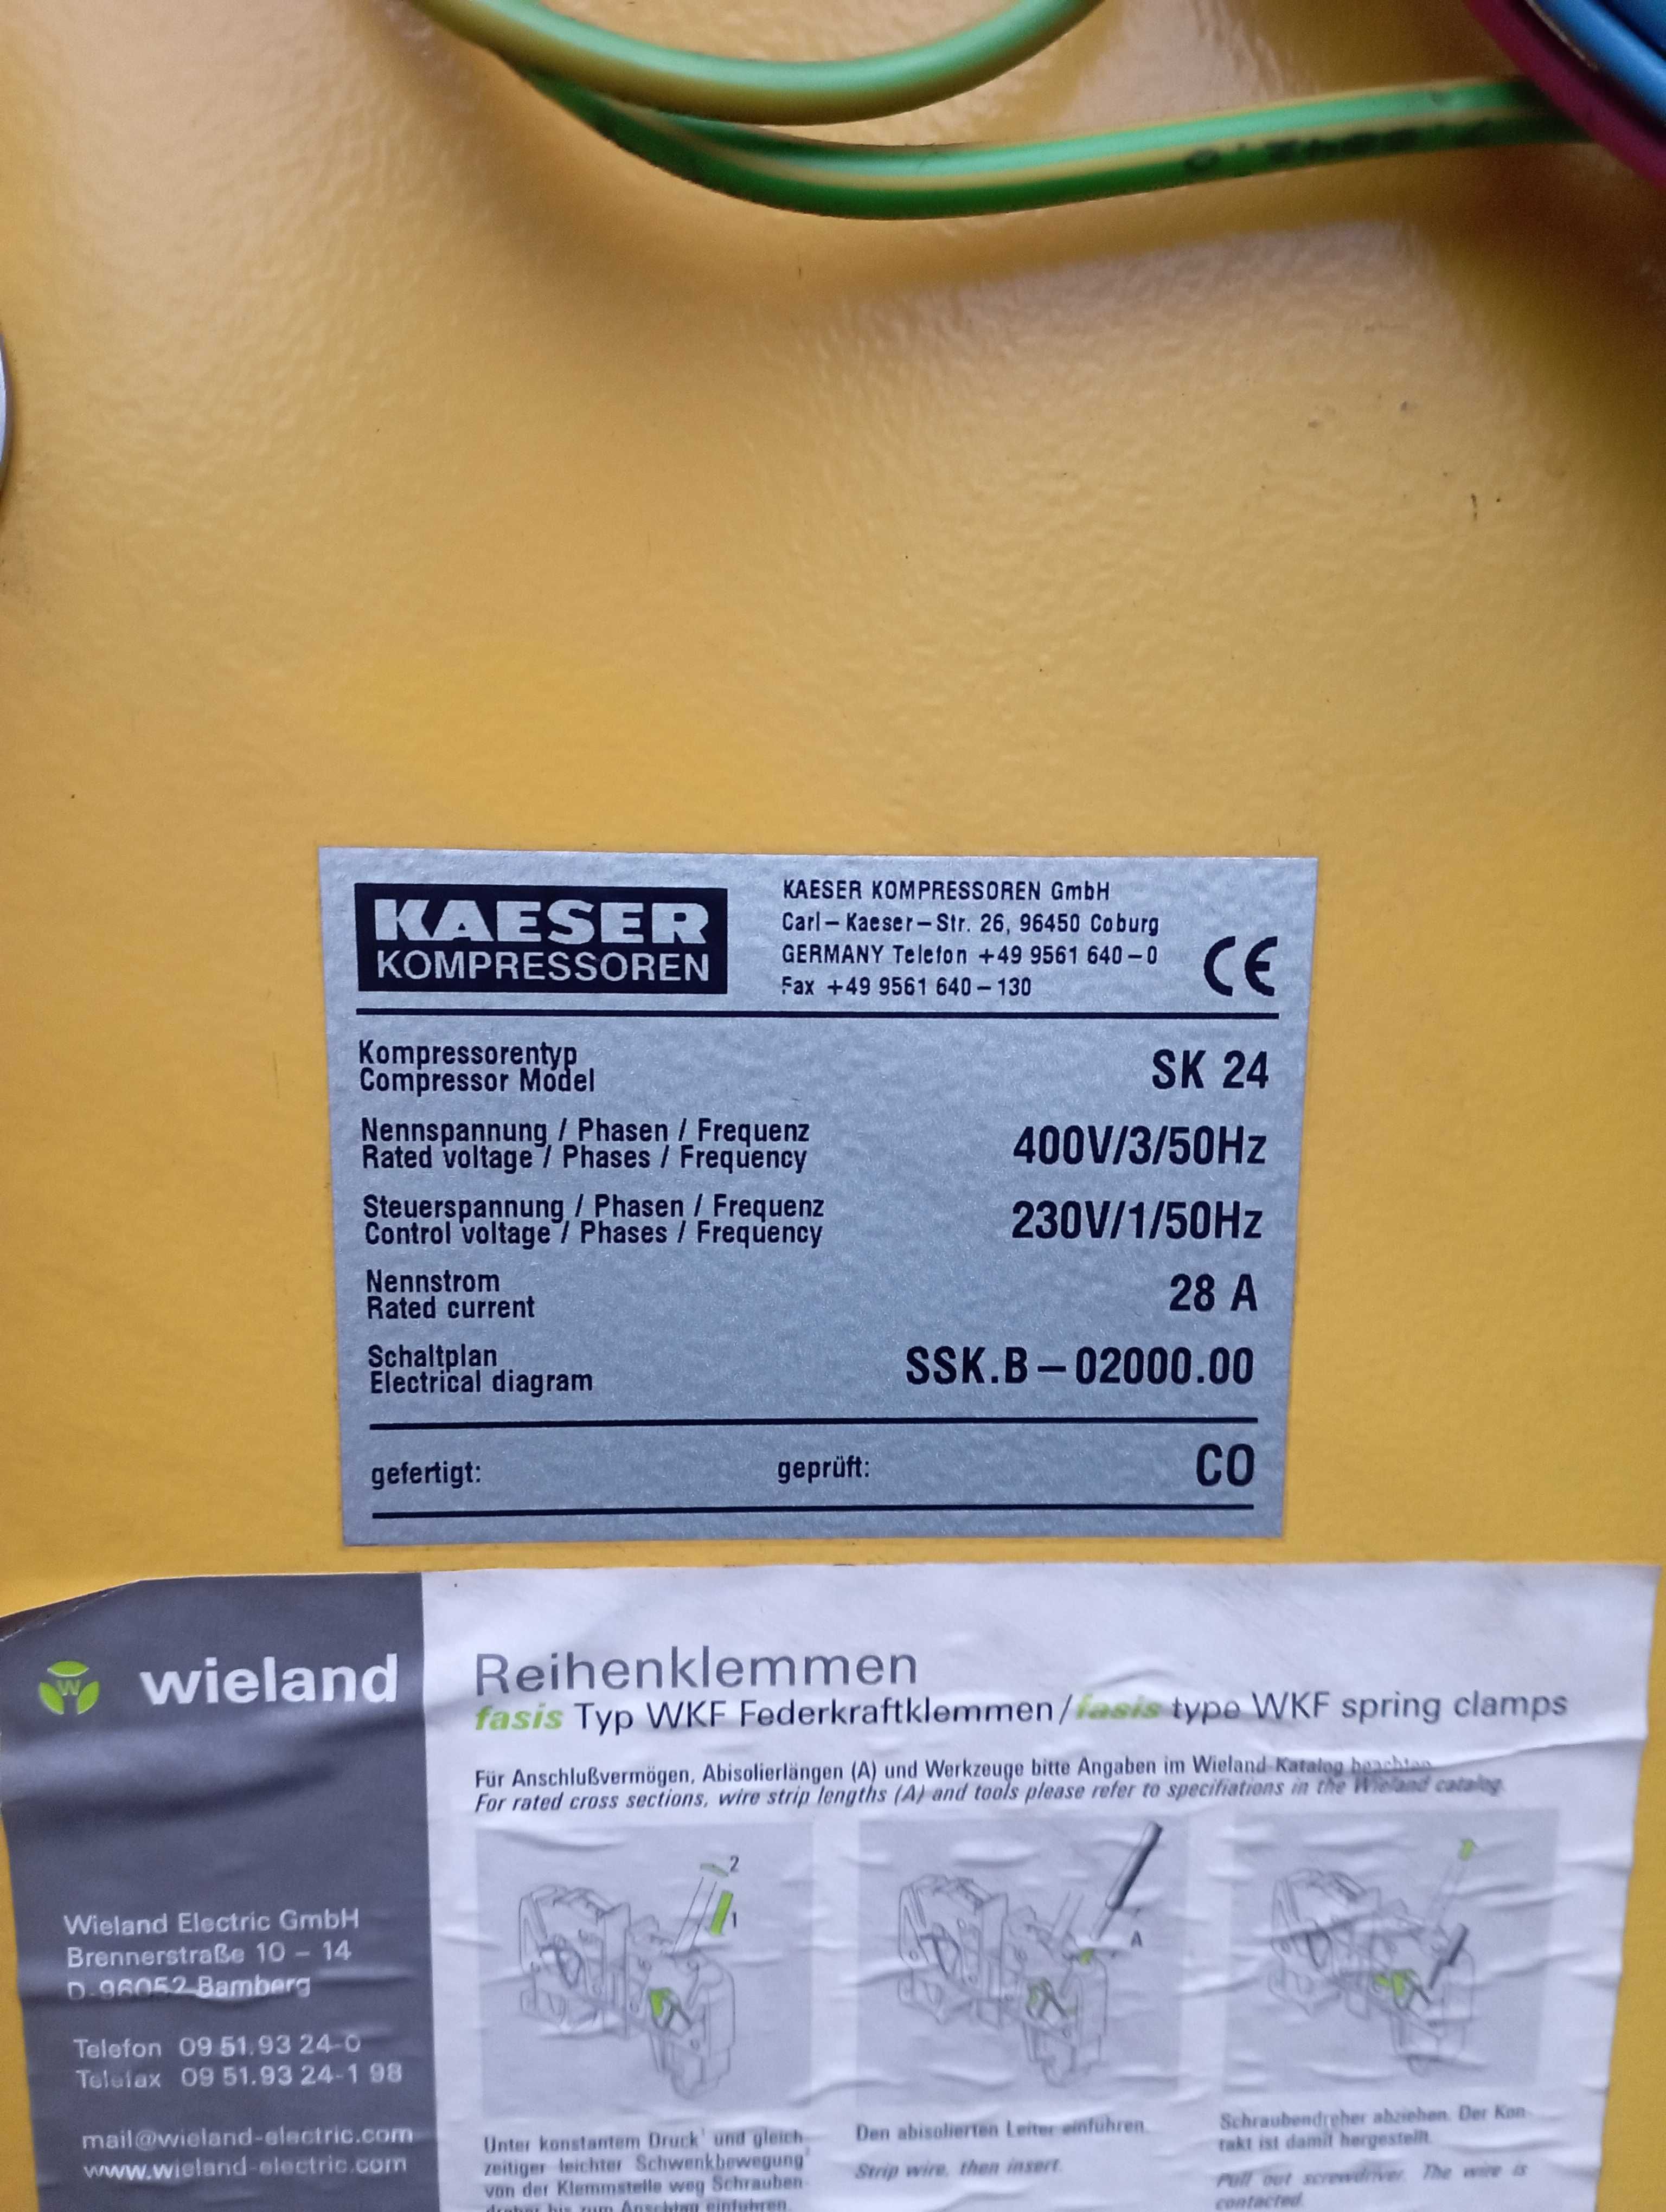 KAESER
KOMPRESSOREN
KAESER KOMPRESSOREN GmbH
Carl-Kaeser-Str. 26, 96450 Coburg
GERMANY Telefon +49 9561 640-0
Fax +49 9561 640-130
CE
Kompressorentyp
Compressor Model
SK 24
Nennspannung / Phasen / Frequenz
Rated voltage / Phases / Frequency
400V/3/50Hz
Steuerspannung / Phasen / Frequenz
Control voltage / Phases / Frequency
230V/1/50Hz
Nennstrom
Rated current
28 A
Schaltplan
Electrical diagram
SSK.B-02000.00
gefertigt: geprüft: CO
W wieland
Wieland Electric GmbH
Brennerstraße 10 - 14
D-96052 Bamberg
Telefon 09 51.93 24-0
Telefax 09 51.93 24-1 98
mail@wieland-electric.com
www.wieland-electric.com
Reihenklemmen
fasis Typ WKF Federkraftklemmen/fasis type WKF spring clamps
Für Anschlußvermögen, Abisolierlängen (A) und Werkzeuge bitte Angaben im Wieland-Katalog beachten
For rated cross sections, wire strip lengths (A) and tools please refer to specifiations in the Wieland catalog.
2
1
A
Unter konstantem Druck¹ und gleich-
zeitiger leichter Schwenkbewegung²
von der Klemmstelle weg Schrauben-
dreher bis zum Anschlag einführen.
Den abisolierten Leiter einführen.
Strip wire, then insert.
Schraubendreher abziehen. Der Kon-
takt ist damit hergestellt.
Pull out screwdriver. The wire is
contacted.